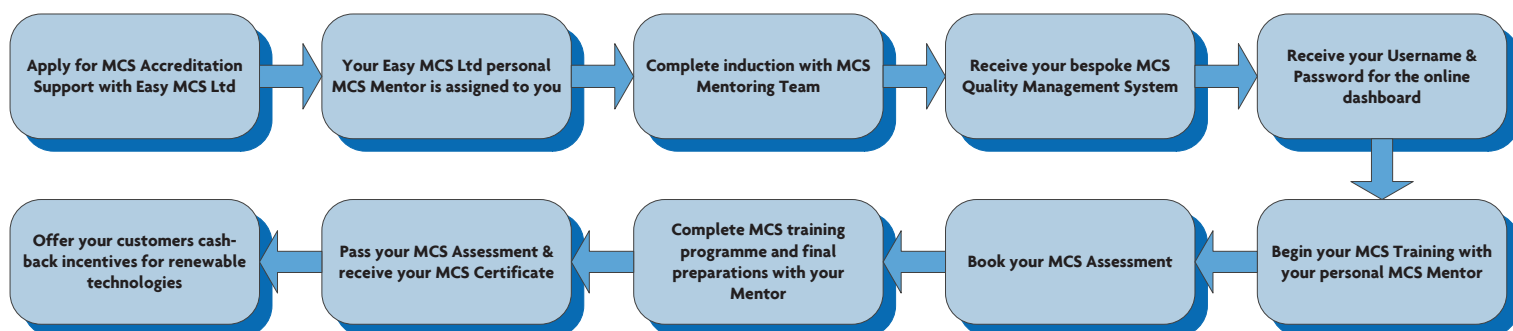 Apply for MCS Accreditation
Support with Easy MCS Ltd
Your Easy MCS Ltd personal
MCS Mentor is assigned to you
Complete induction with MCS
Mentoring Team
Receive your bespoke MCS
Quality Management System
Receive your Username &
Password for the online
dashboard
Begin your MCS Training with
your personal MCS Mentor
Book your MCS Assessment
Complete MCS training
programme and final
preparations with your
Mentor
Pass your MCS Assessment &
receive your MCS Certificate
Offer your customers cash-
back incentives for renewable
technologies